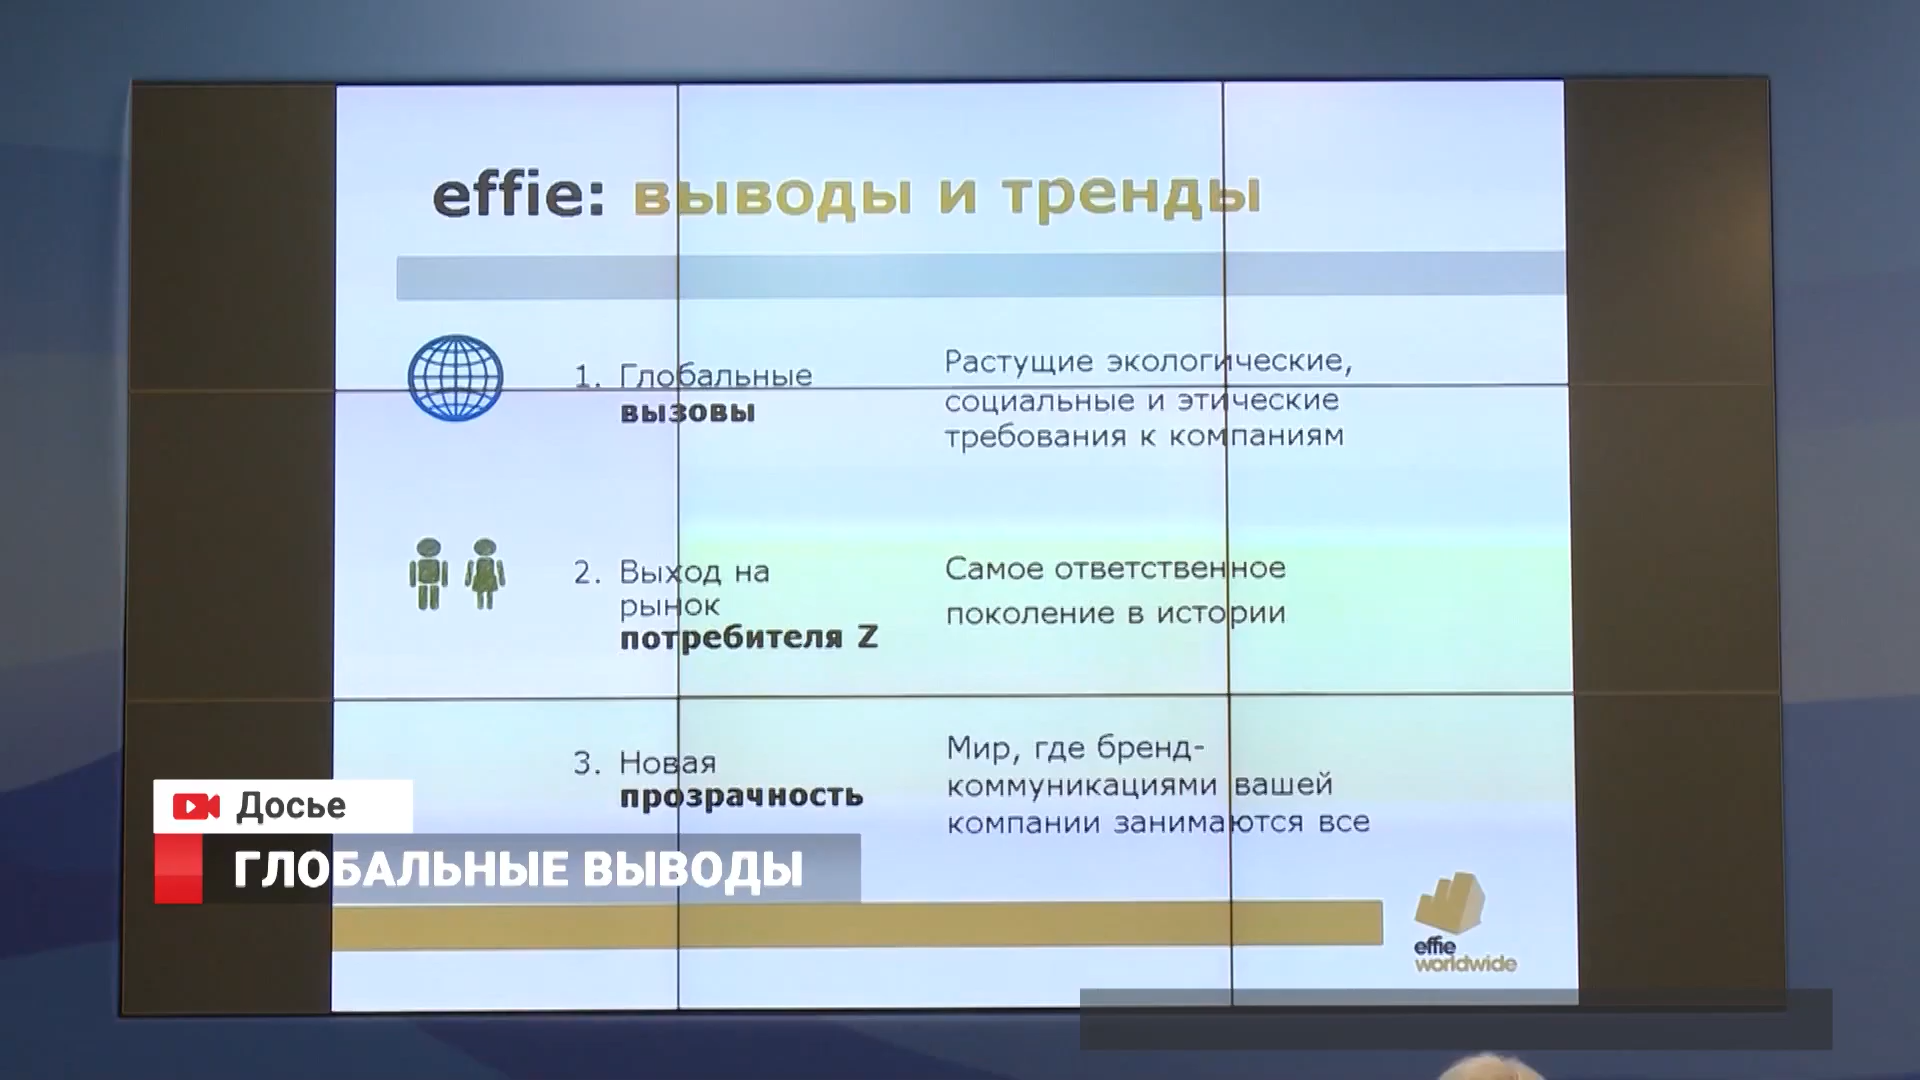 effie: выводы и тренды
1. Глобальные
вызовы
Растущие экологические,
социальные и этические
требования к компаниям
2. Выход на
рынок
потребителя Z
Самое ответственное
поколение в истории
3. Новая
прозрачность
Мир, где бренд-
коммуникациями вашей
компании занимаются все
Досье
ГЛОБАЛЬНЫЕ ВЫВОДЫ
effie
worldwide